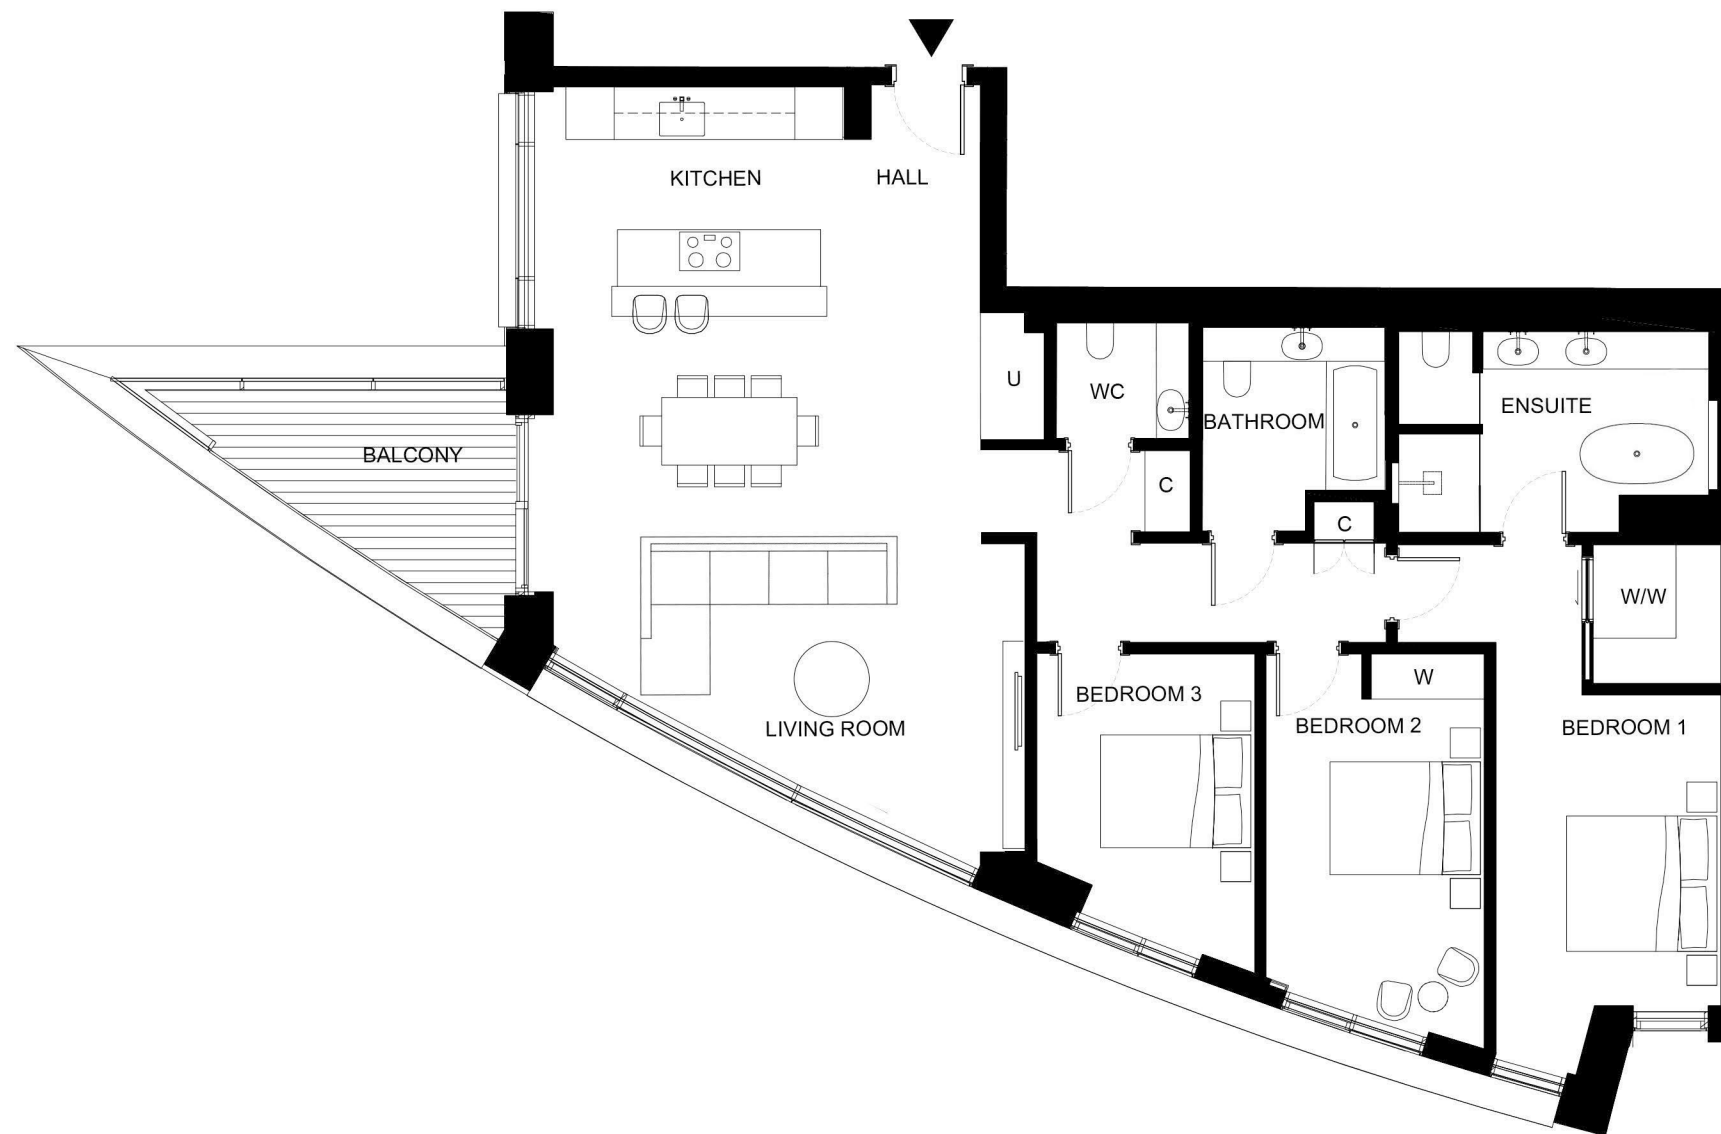 KITCHEN
HALL
U
WC
BATHROOM
ENSUITE
BALCONY
C
C
W/W
W
BEDROOM 3
BEDROOM 2
BEDROOM 1
LIVING ROOM